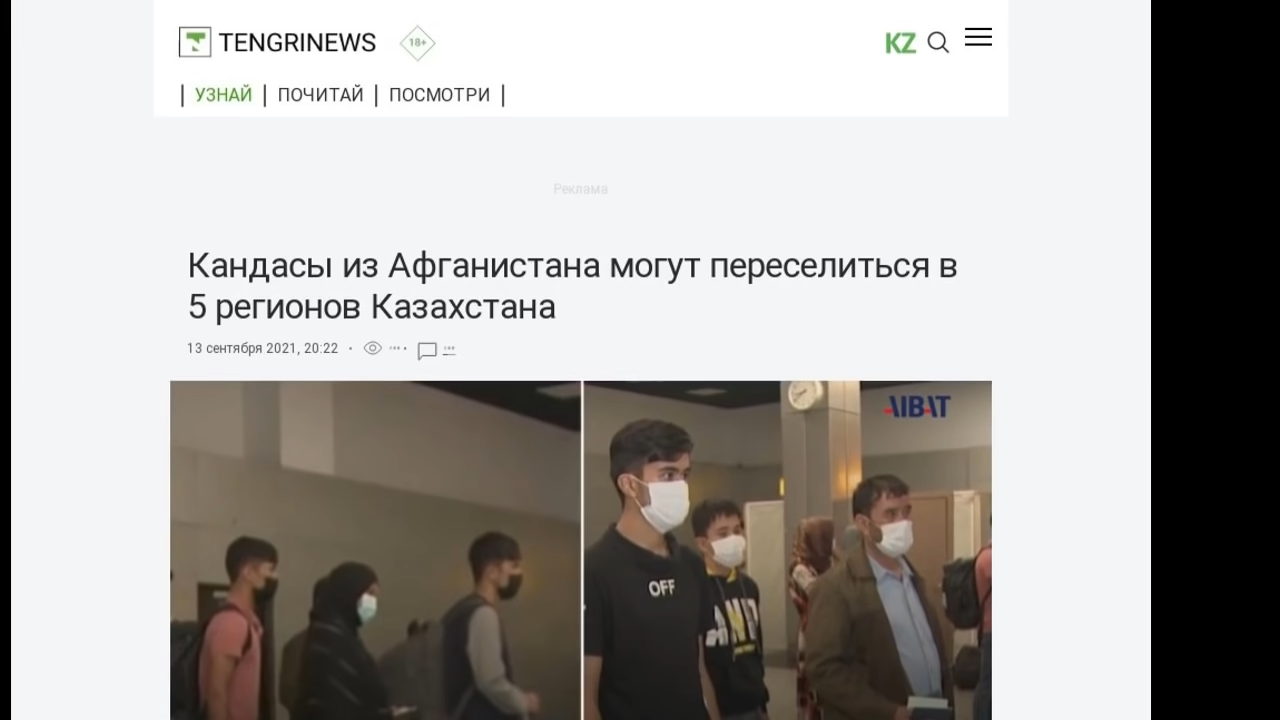 TENGRINEWS 18+ KZ
УЗНАЙ ПОЧИТАЙ ПОСМОТРИ
Реклама
Кандасы из Афганистана могут переселиться в
5 регионов Казахстана
13 сентября 2021, 20:22
AIBAT
OFF